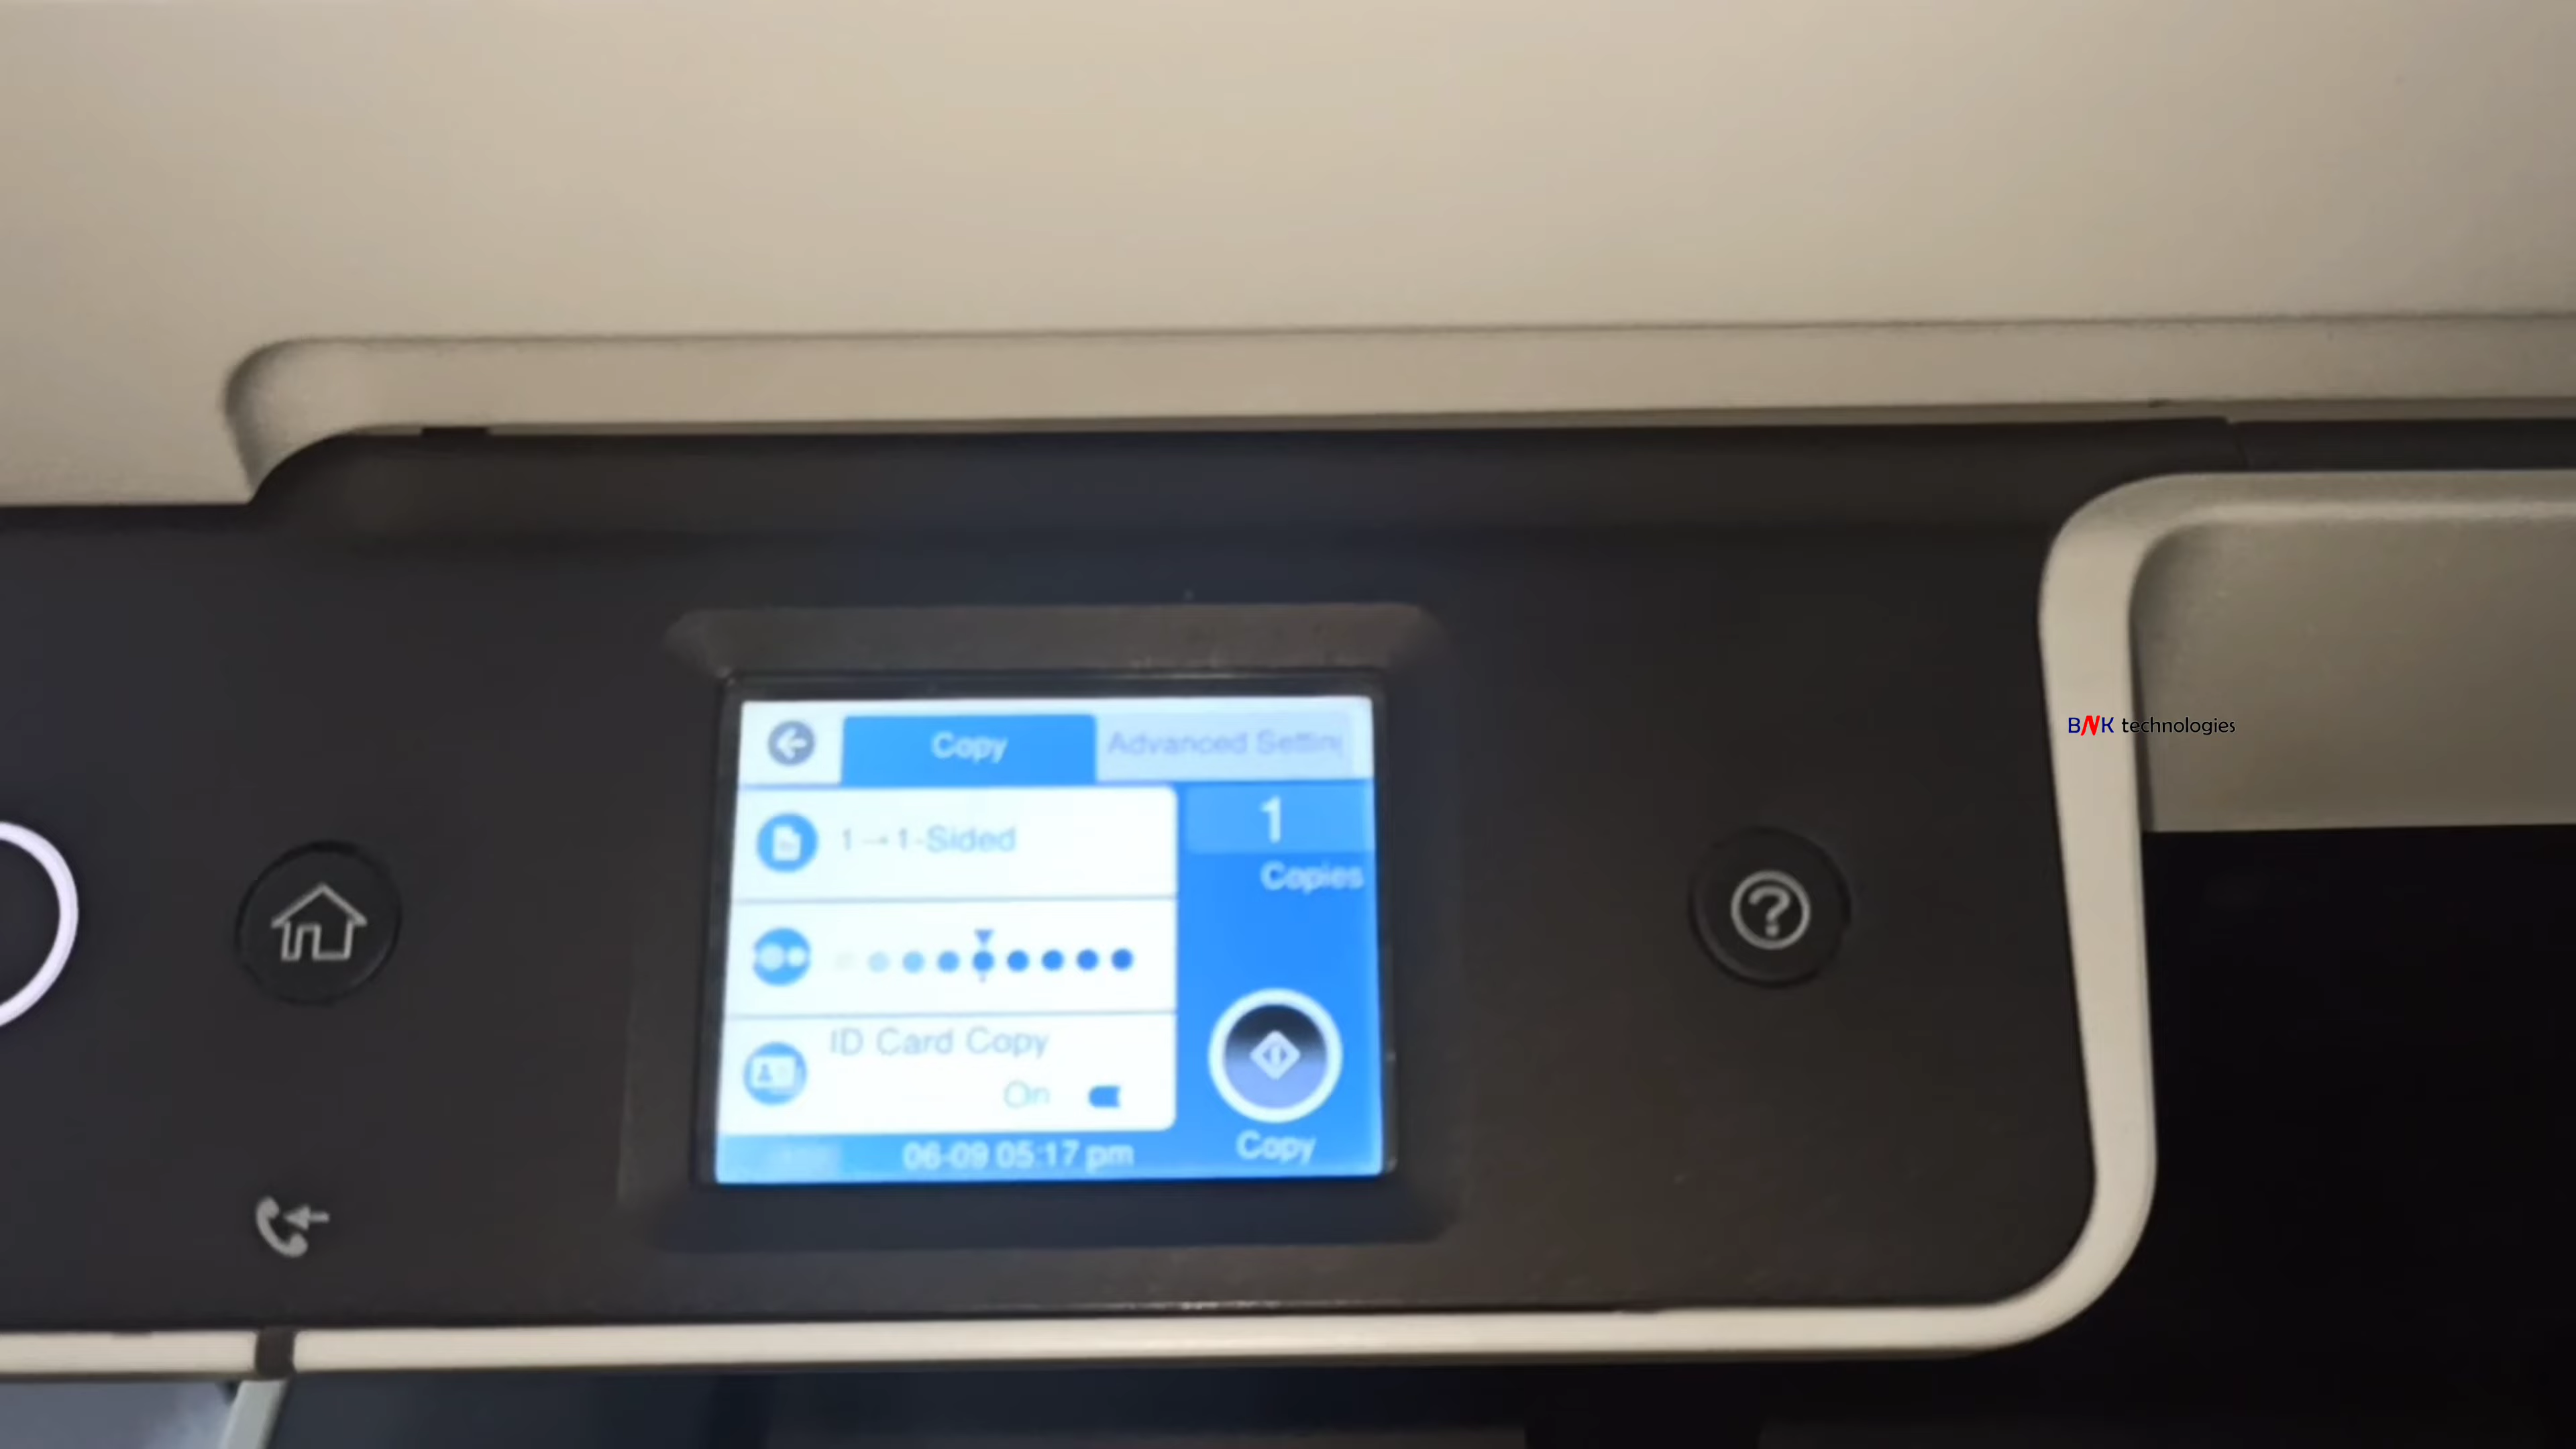 Copy
Advanced Settin
1→1-Sided
1
Copies
ID Card Copy
On
Copy
06-09 05:17 pm
BNK technologies